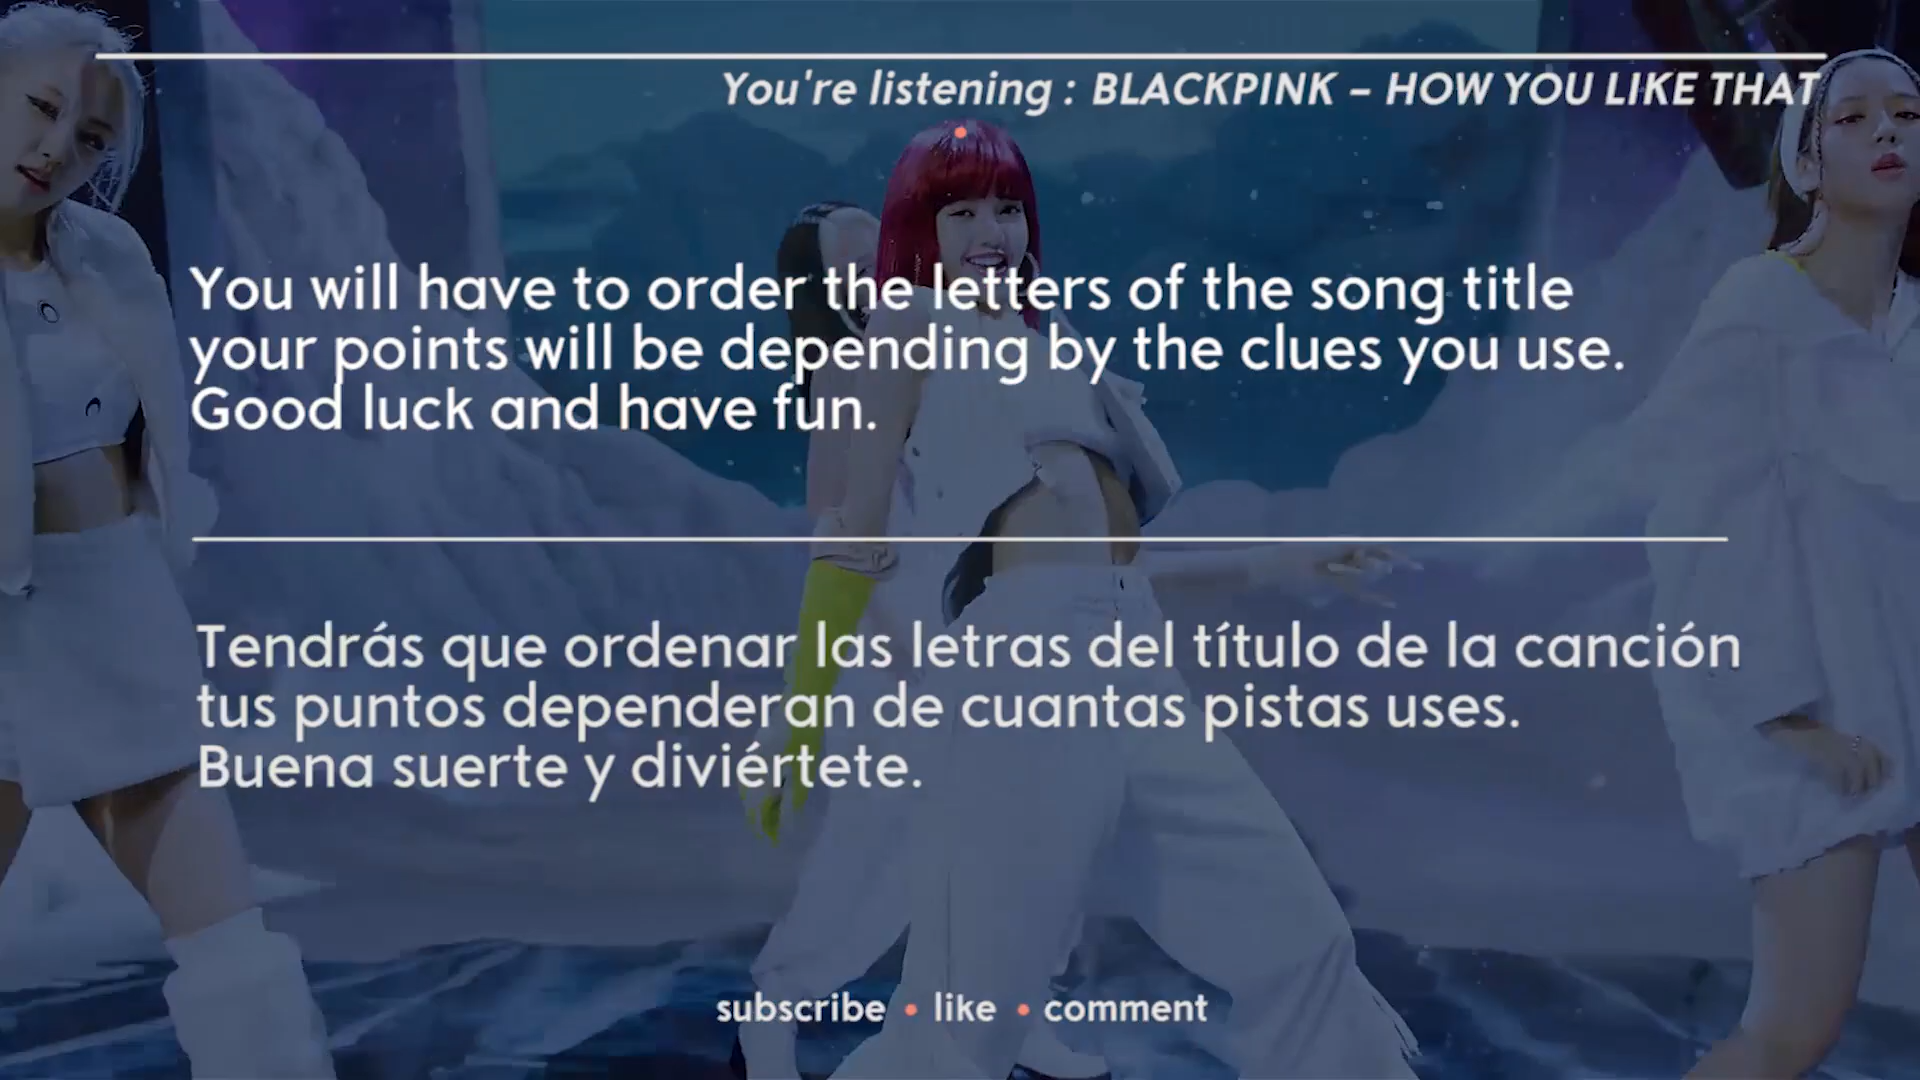 You're listening : BLACKPINK – HOW YOU LIKE THAT
You will have to order the letters of the song title
your points will be depending by the clues you use.
Good luck and have fun.
Tendrás que ordenar las letras del título de la canción
tus puntos dependeran de cuantas pistas uses.
Buena suerte y diviértete.
subscribe • like • comment